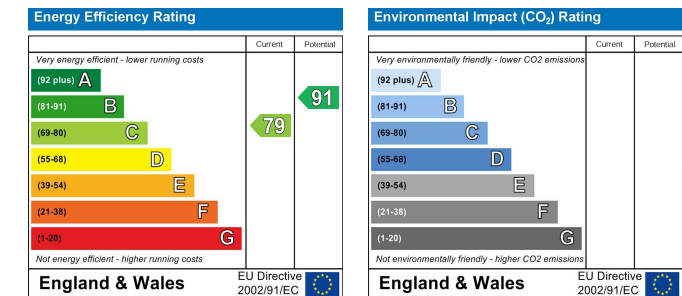 Energy Efficiency Rating
Current Potential
Very energy efficient - lower running costs
(92 plus) A
(81-91) B
(69-80) C
(55-68) D
(39-54) E
(21-38) F
(1-20) G
79
91
Not energy efficient - higher running costs
England & Wales
EU Directive
2002/91/EC
Environmental Impact (CO₂) Rating
Current Potential
Very environmentally friendly - lower CO2 emissions
(92 plus) A
(81-91) B
(69-80) C
(55-68) D
(39-54) E
(21-38) F
(1-20) G
Not environmentally friendly - higher CO2 emissions
England & Wales
EU Directive
2002/91/EC